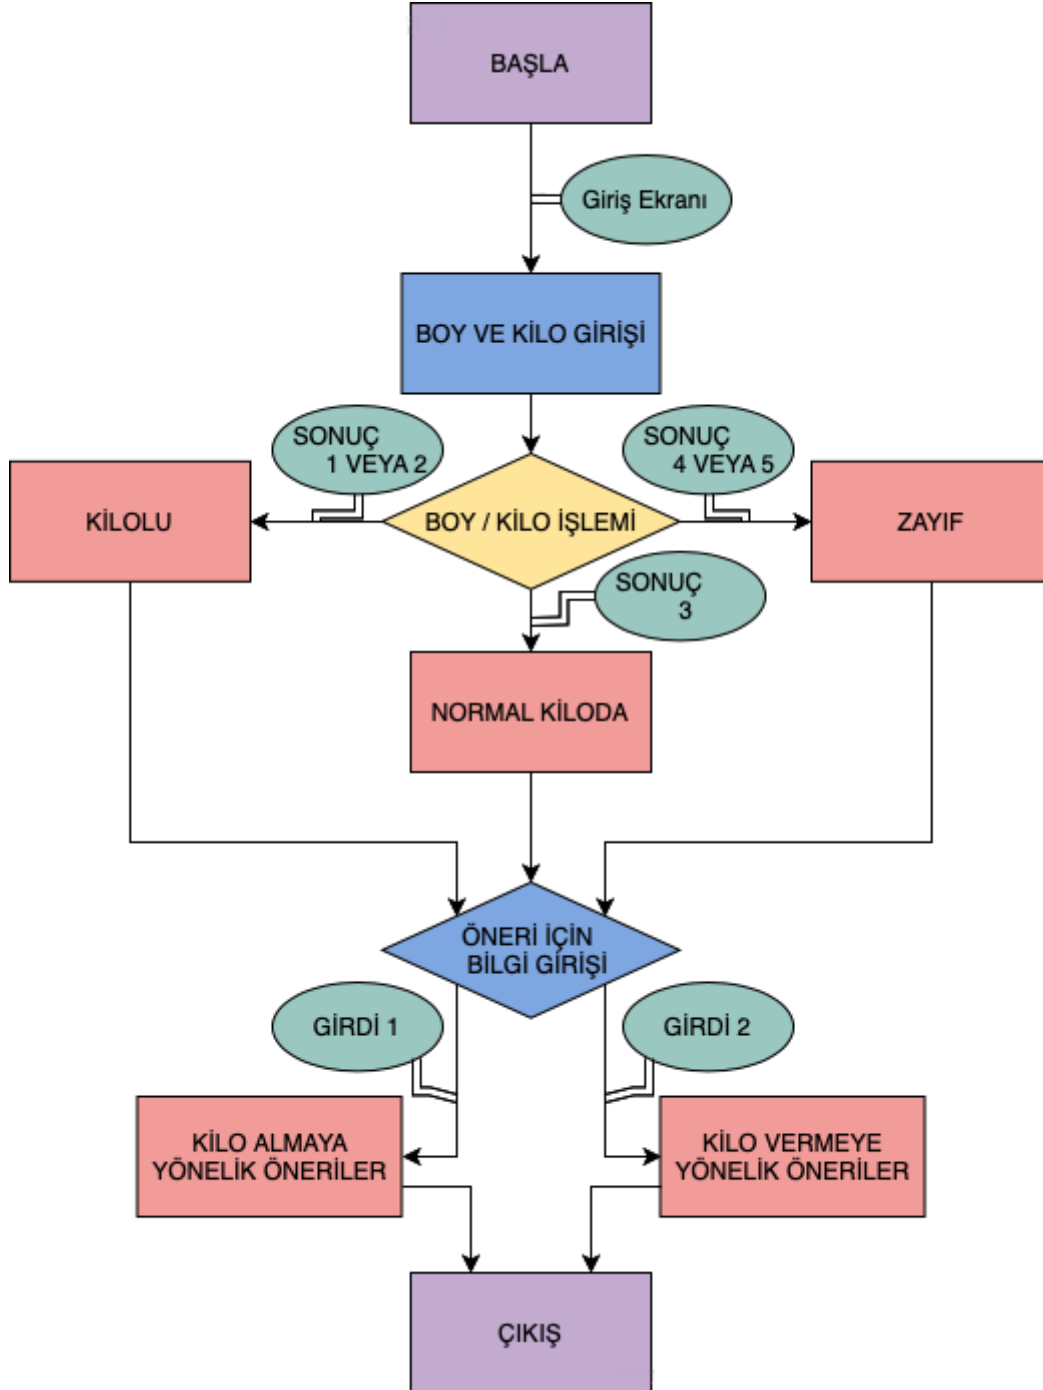 BAŞLA
Giriş Ekranı
BOY VE KİLO GİRİŞİ
SONUÇ
1 VEYA 2
SONUÇ
4 VEYA 5
KİLOLU
BOY / KİLO İŞLEMİ
ZAYIF
SONUÇ
3
NORMAL KİLODA
ÖNERİ İÇİN
BİLGİ GİRİŞİ
GİRDİ 1
GİRDİ 2
KİLO ALMAYA
YÖNELİK ÖNERİLER
KİLO VERMEYE
YÖNELİK ÖNERİLER
ÇIKIŞ